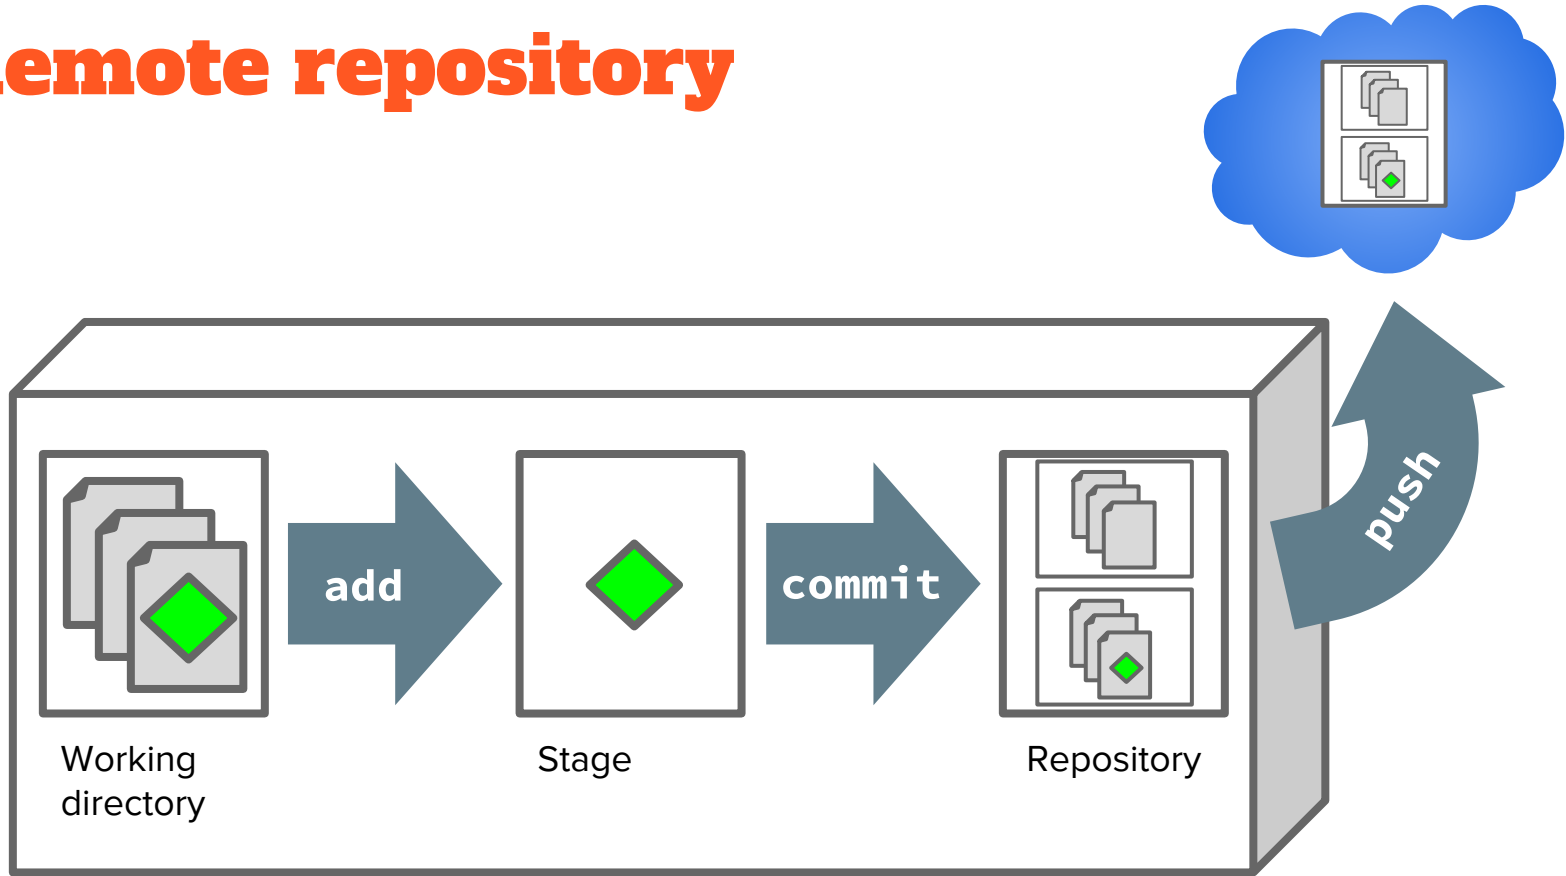 emote repository
push
add
commit
Working
directory
Stage
Repository